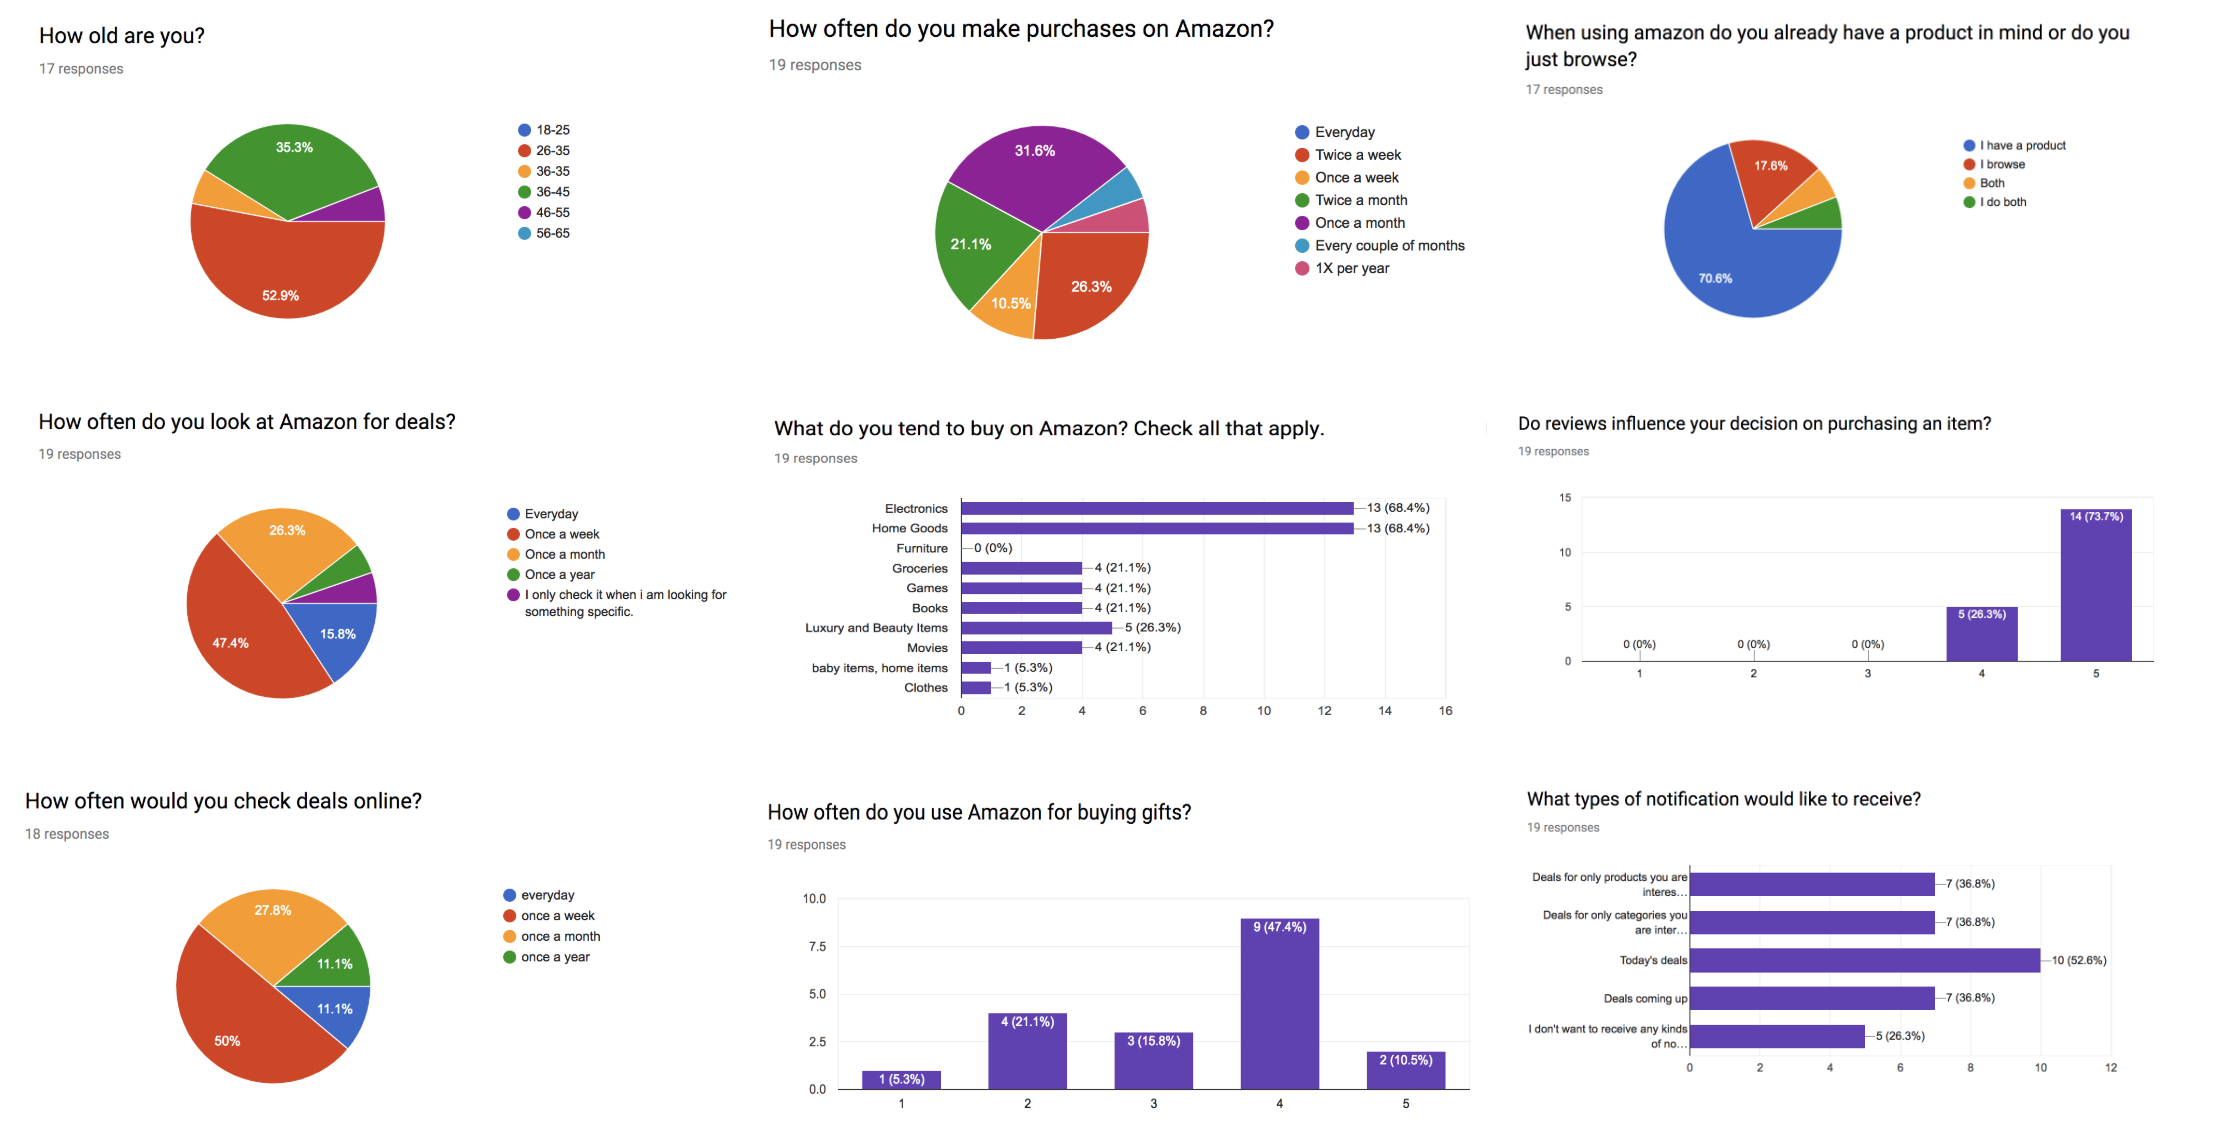 How old are you?
17 responses
35.3%
52.9%
18-25
26-35
36-35
36-45
46-55
56-65
How often do you make purchases on Amazon?
19 responses
31.6%
21.1%
10.5%
26.3%
Everyday
Twice a week
Once a week
Twice a month
Once a month
Every couple of months
1X per year
When using amazon do you already have a product in mind or do you
just browse?
17 responses
17.6%
70.6%
I have a product
I browse
Both
I do both
How often do you look at Amazon for deals?
19 responses
26.3%
47.4%
15.8%
Everyday
Once a week
Once a month
Once a year
I only check it when i am looking for
something specific.
What do you tend to buy on Amazon? Check all that apply.
19 responses
Electronics 13 (68.4%)
Home Goods 13 (68.4%)
Furniture 0 (0%)
Groceries 4 (21.1%)
Games 4 (21.1%)
Books 4 (21.1%)
Luxury and Beauty Items 5 (26.3%)
Movies 4 (21.1%)
baby items, home items 1 (5.3%)
Clothes 1 (5.3%)
0 2 4 6 8 10 12 14 16
Do reviews influence your decision on purchasing an item?
19 responses
15
14 (73.7%)
10
5
5 (26.3%)
0 (0%) 0 (0%) 0 (0%)
0
1 2 3 4 5
How often would you check deals online?
18 responses
27.8%
11.1%
11.1%
50%
everyday
once a week
once a month
once a year
How often do you use Amazon for buying gifts?
19 responses
10.0
9 (47.4%)
7.5
5.0
4 (21.1%)
2.5
3 (15.8%)
2 (10.5%)
1 (5.3%)
0.0
1 2 3 4 5
What types of notification would like to receive?
19 responses
Deals for only products you are
interes...
7 (36.8%)
Deals for only categories you
are inter...
7 (36.8%)
Today's deals 10 (52.6%)
Deals coming up 7 (36.8%)
I don't want to receive any kinds
of no...
5 (26.3%)
0 2 4 6 8 10 12